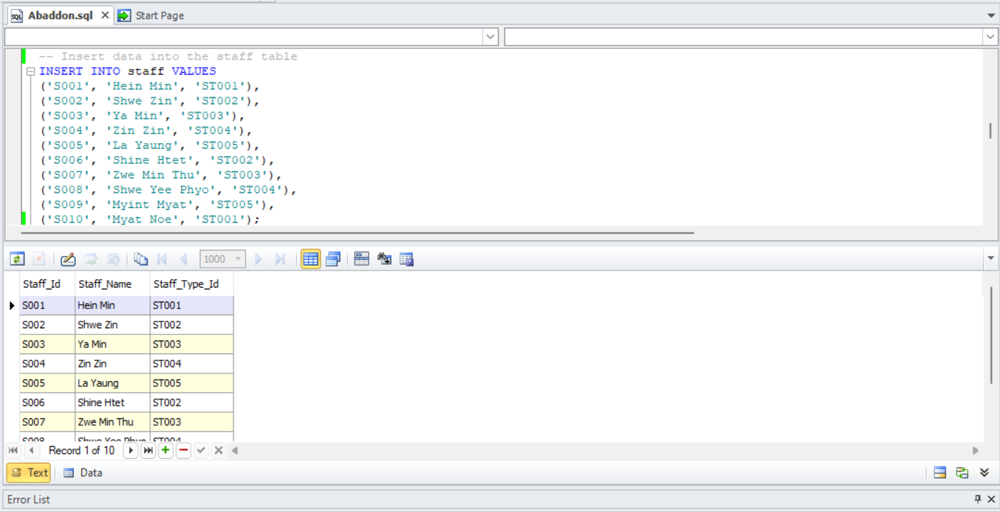 Abaddon.sql Start Page
-- Insert data into the staff table
INSERT INTO staff VALUES
('S001', 'Hein Min', 'ST001'),
('S002', 'Shwe Zin', 'ST002'),
('S003', 'Ya Min', 'ST003'),
('S004', 'Zin Zin', 'ST004'),
('S005', 'La Yaung', 'ST005'),
('S006', 'Shine Htet', 'ST002'),
('S007', 'Zwe Min Thu', 'ST003'),
('S008', 'Shwe Yee Phyo', 'ST004'),
('S009', 'Myint Myat', 'ST005'),
('S010', 'Myat Noe', 'ST001');
1000
Staff_Id Staff_Name Staff_Type_Id
S001 Hein Min ST001
S002 Shwe Zin ST002
S003 Ya Min ST003
S004 Zin Zin ST004
S005 La Yaung ST005
S006 Shine Htet ST002
S007 Zwe Min Thu ST003
S008 Shwe Yee Phyo ST004
Record 1 of 10
Text Data
Error List